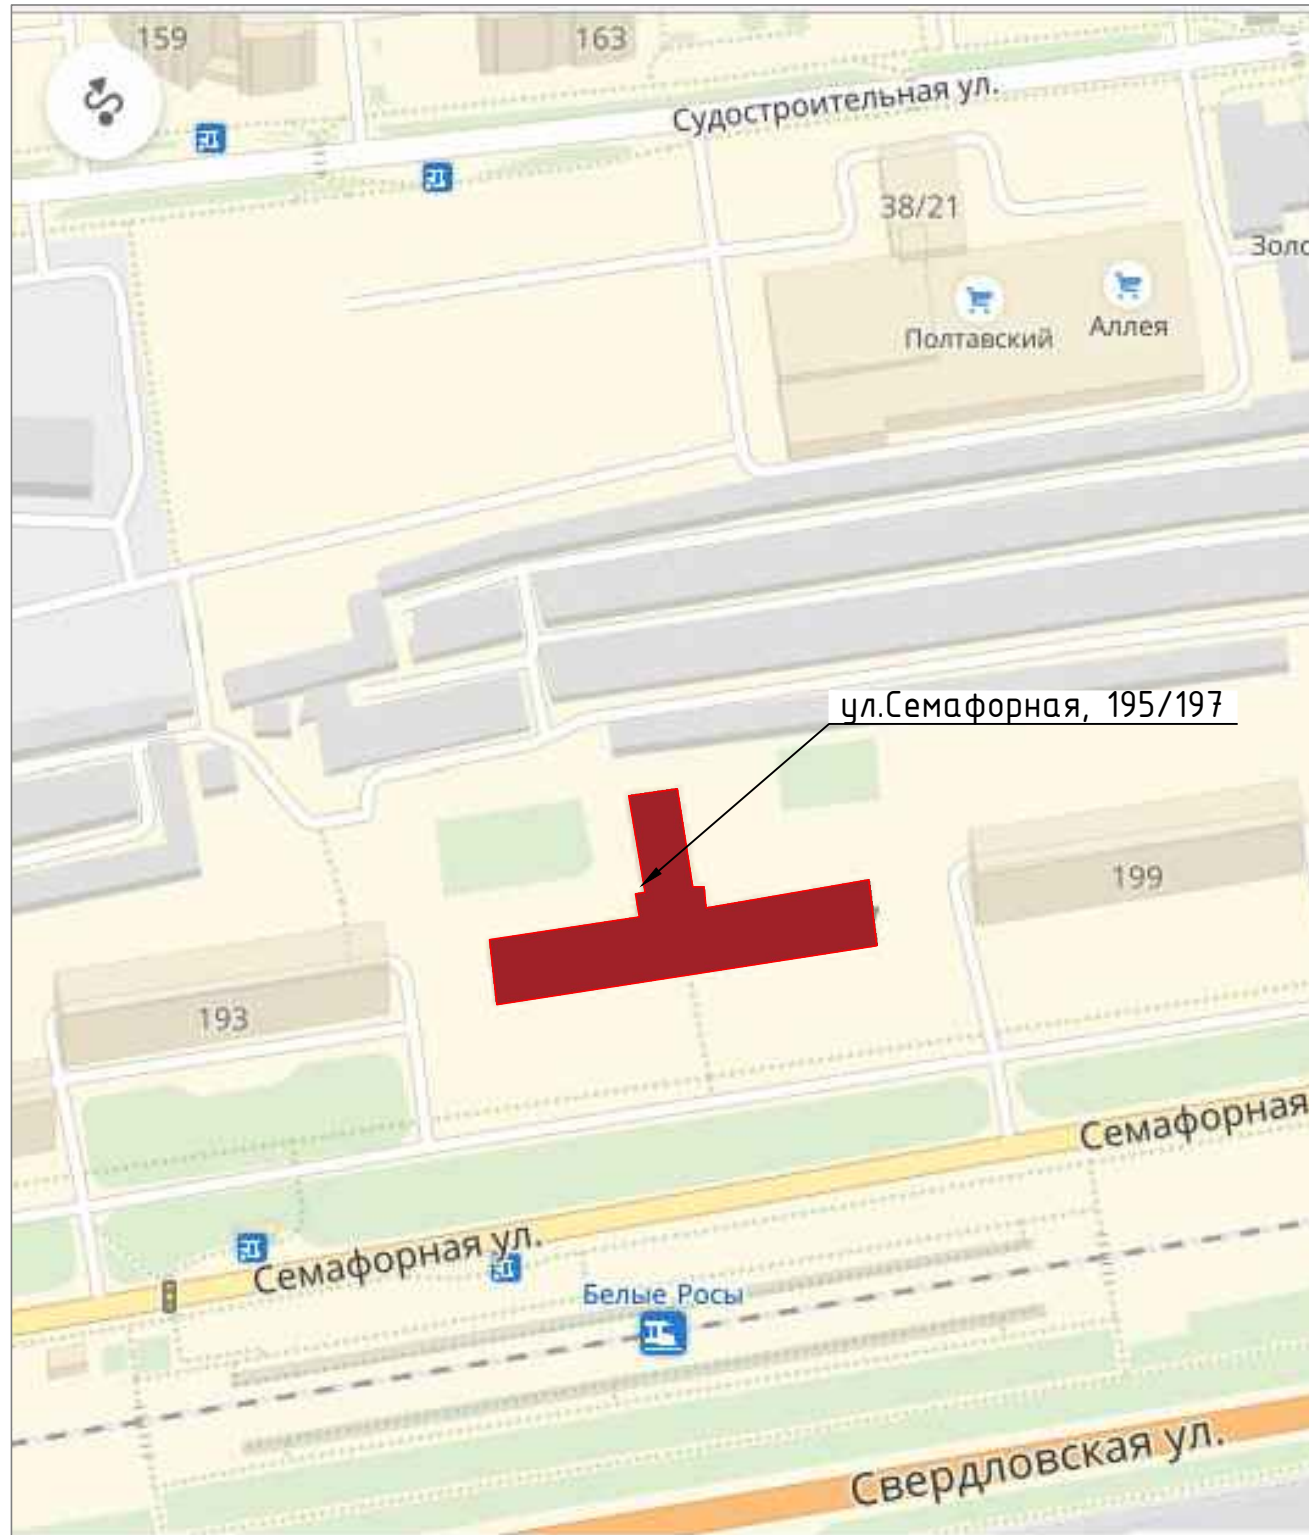 159
163
Судостроительная ул.
38/21
Золо
Полтавский
Аллея
ул.Семафорная, 195/197
199
193
Семафорная
Семафорная ул.
Белые Росы
Свердловская ул.